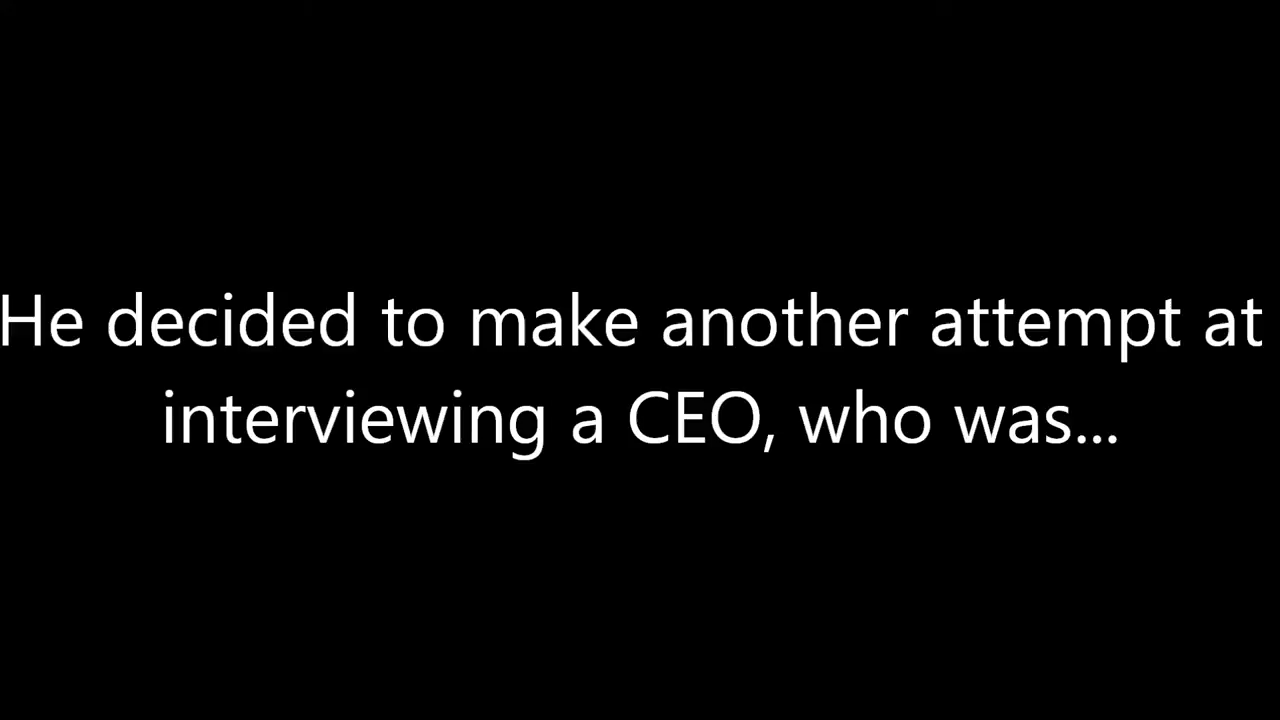 He decided to make another attempt at
interviewing a CEO, who was...